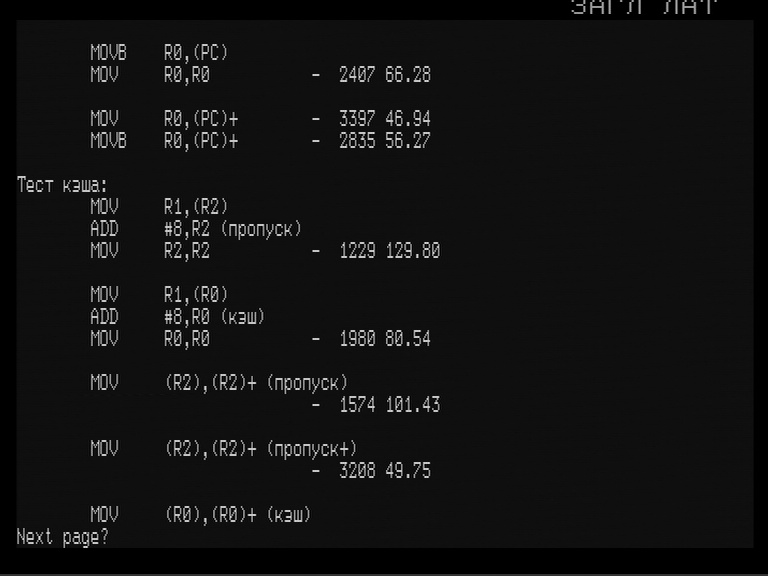 ЗАГЛ ЛАТ
MOVB R0,(PC)
MOV R0,R0 - 2407 66.28
MOV R0,(PC)+ - 3397 46.94
MOVB R0,(PC)+ - 2835 56.27
Тест кэша:
MOV R1,(R2)
ADD #8,R2 (пропуск)
MOV R2,R2 - 1229 129.80
MOV R1,(R0)
ADD #8,R0 (кэш)
MOV R0,R0 - 1980 80.54
MOV (R2),(R2)+ (пропуск)
- 1574 101.43
MOV (R2),(R2)+ (пропуск+)
- 3208 49.75
MOV (R0),(R0)+ (кэш)
Next page?